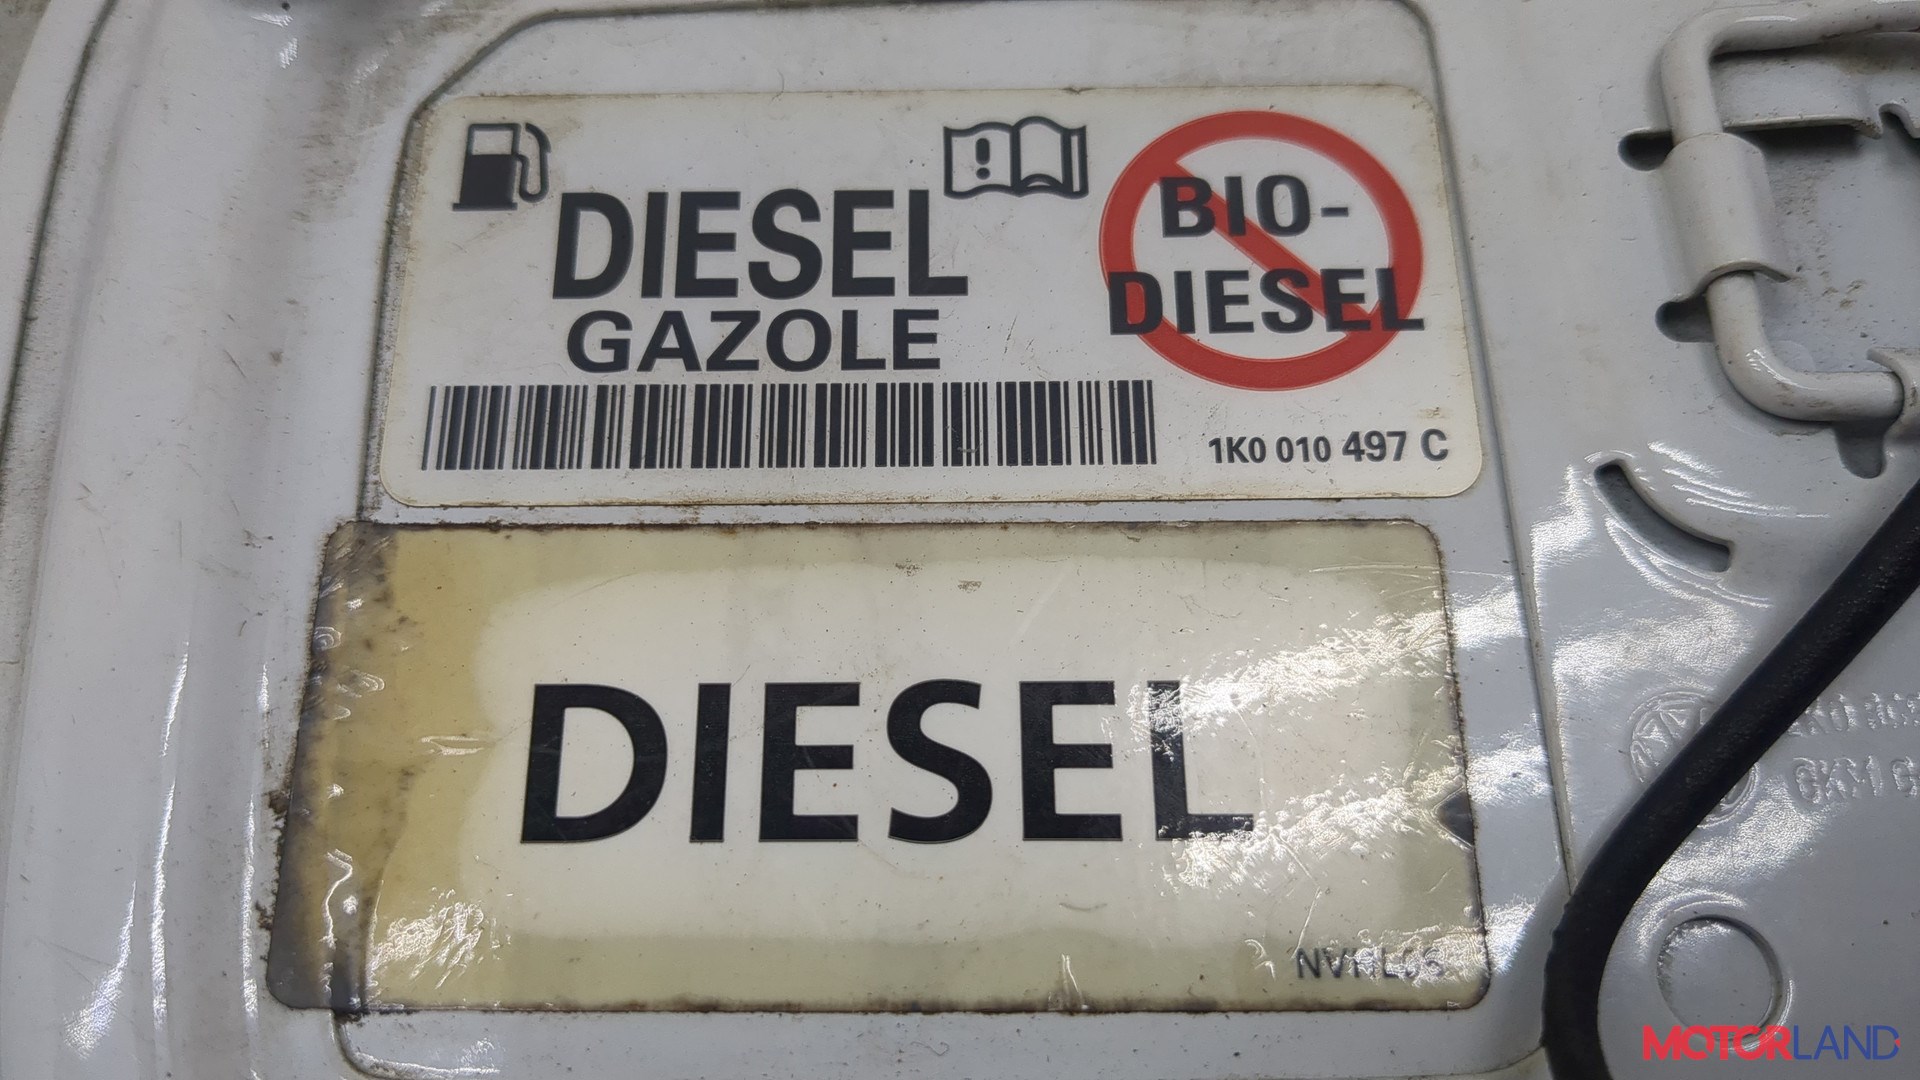 DIESEL
GAZOLE
BIO-
DIESEL
1K0 010 497 C
DIESEL
MOTORLAND